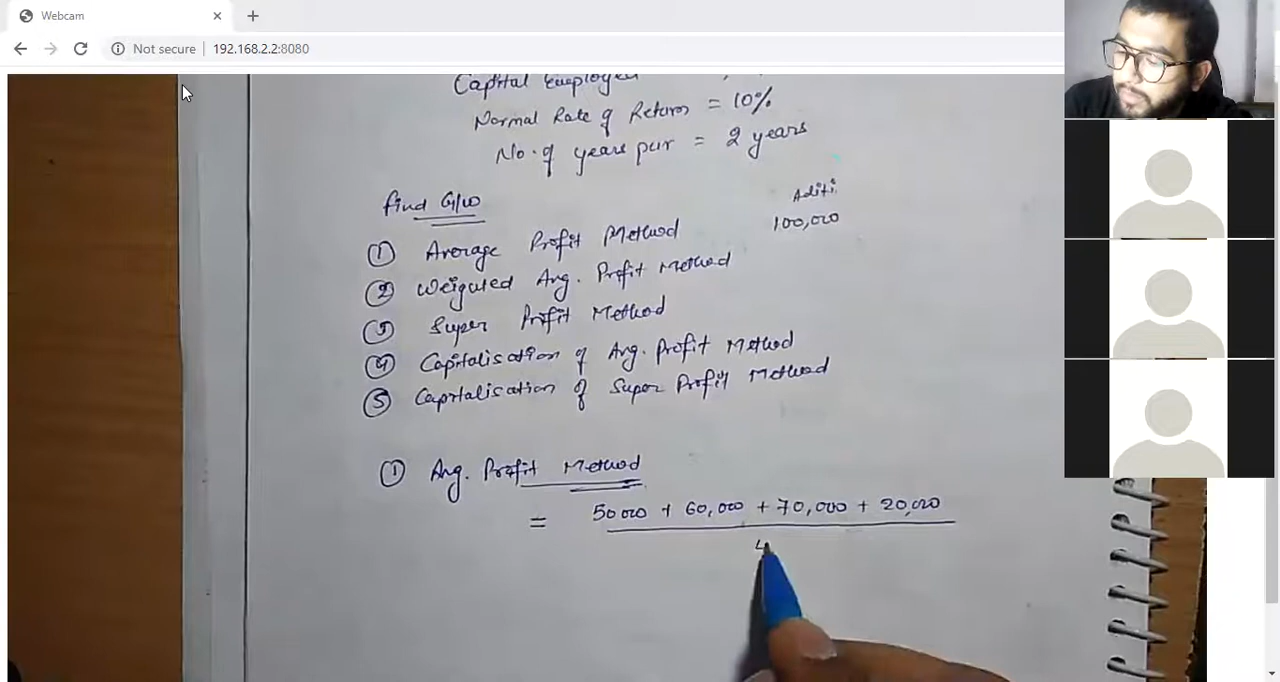 Webcam
Not secure 192.168.2.2:8080
Capital Employed
Normal Rate of Return = 10%
No. of years pur = 2 years
find G/W
Aditi
100,000
① Average Profit Method
② Weigted Avg. Profit Method
③ Super Profit Method
④ Capitalisation of Avg. Profit Method
⑤ Capitalisation of Super Profit Method
① Avg. Profit Method
= 50000 + 60,000 + 70,000 + 20,000
4